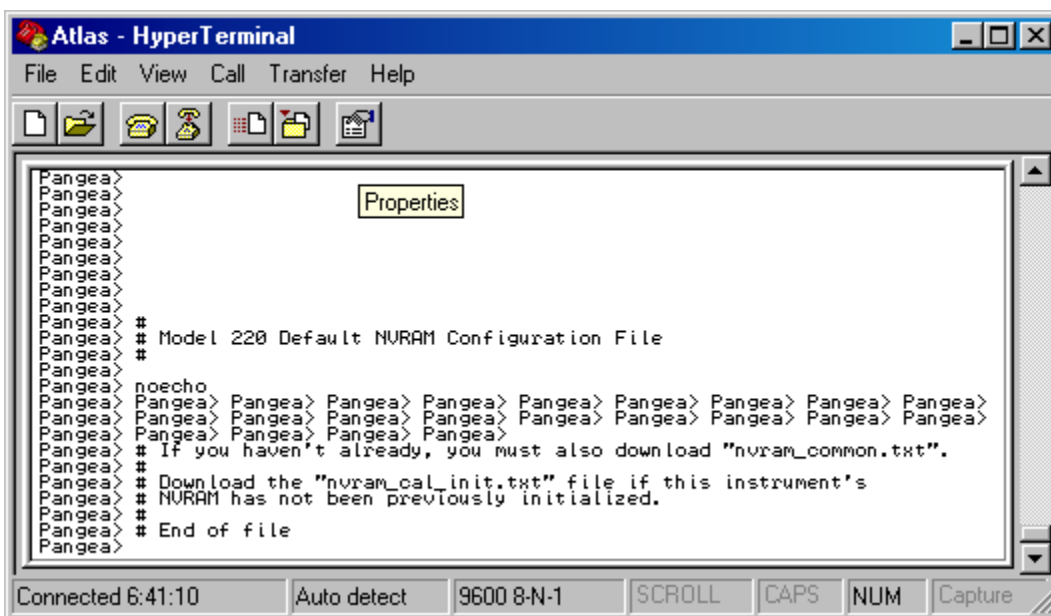 Atlas - HyperTerminal
File Edit View Call Transfer Help
Properties
Pangea>
Pangea>
Pangea>
Pangea>
Pangea>
Pangea>
Pangea>
Pangea>
Pangea>
Pangea> #
Pangea> # Model 220 Default NVRAM Configuration File
Pangea> #
Pangea>
Pangea> noecho
Pangea> Pangea> Pangea> Pangea> Pangea> Pangea> Pangea> Pangea> Pangea> Pangea>
Pangea> Pangea> Pangea> Pangea> Pangea> Pangea> Pangea> Pangea> Pangea> Pangea>
Pangea> Pangea> Pangea> Pangea> Pangea>
Pangea> # If you haven't already, you must also download "nvram_common.txt".
Pangea> #
Pangea> # Download the "nvram_cal_init.txt" file if this instrument's
Pangea> # NVRAM has not been previously initialized.
Pangea> #
Pangea> # End of file
Pangea>
Connected 6:41:10 Auto detect 9600 8-N-1 SCROLL CAPS NUM Capture